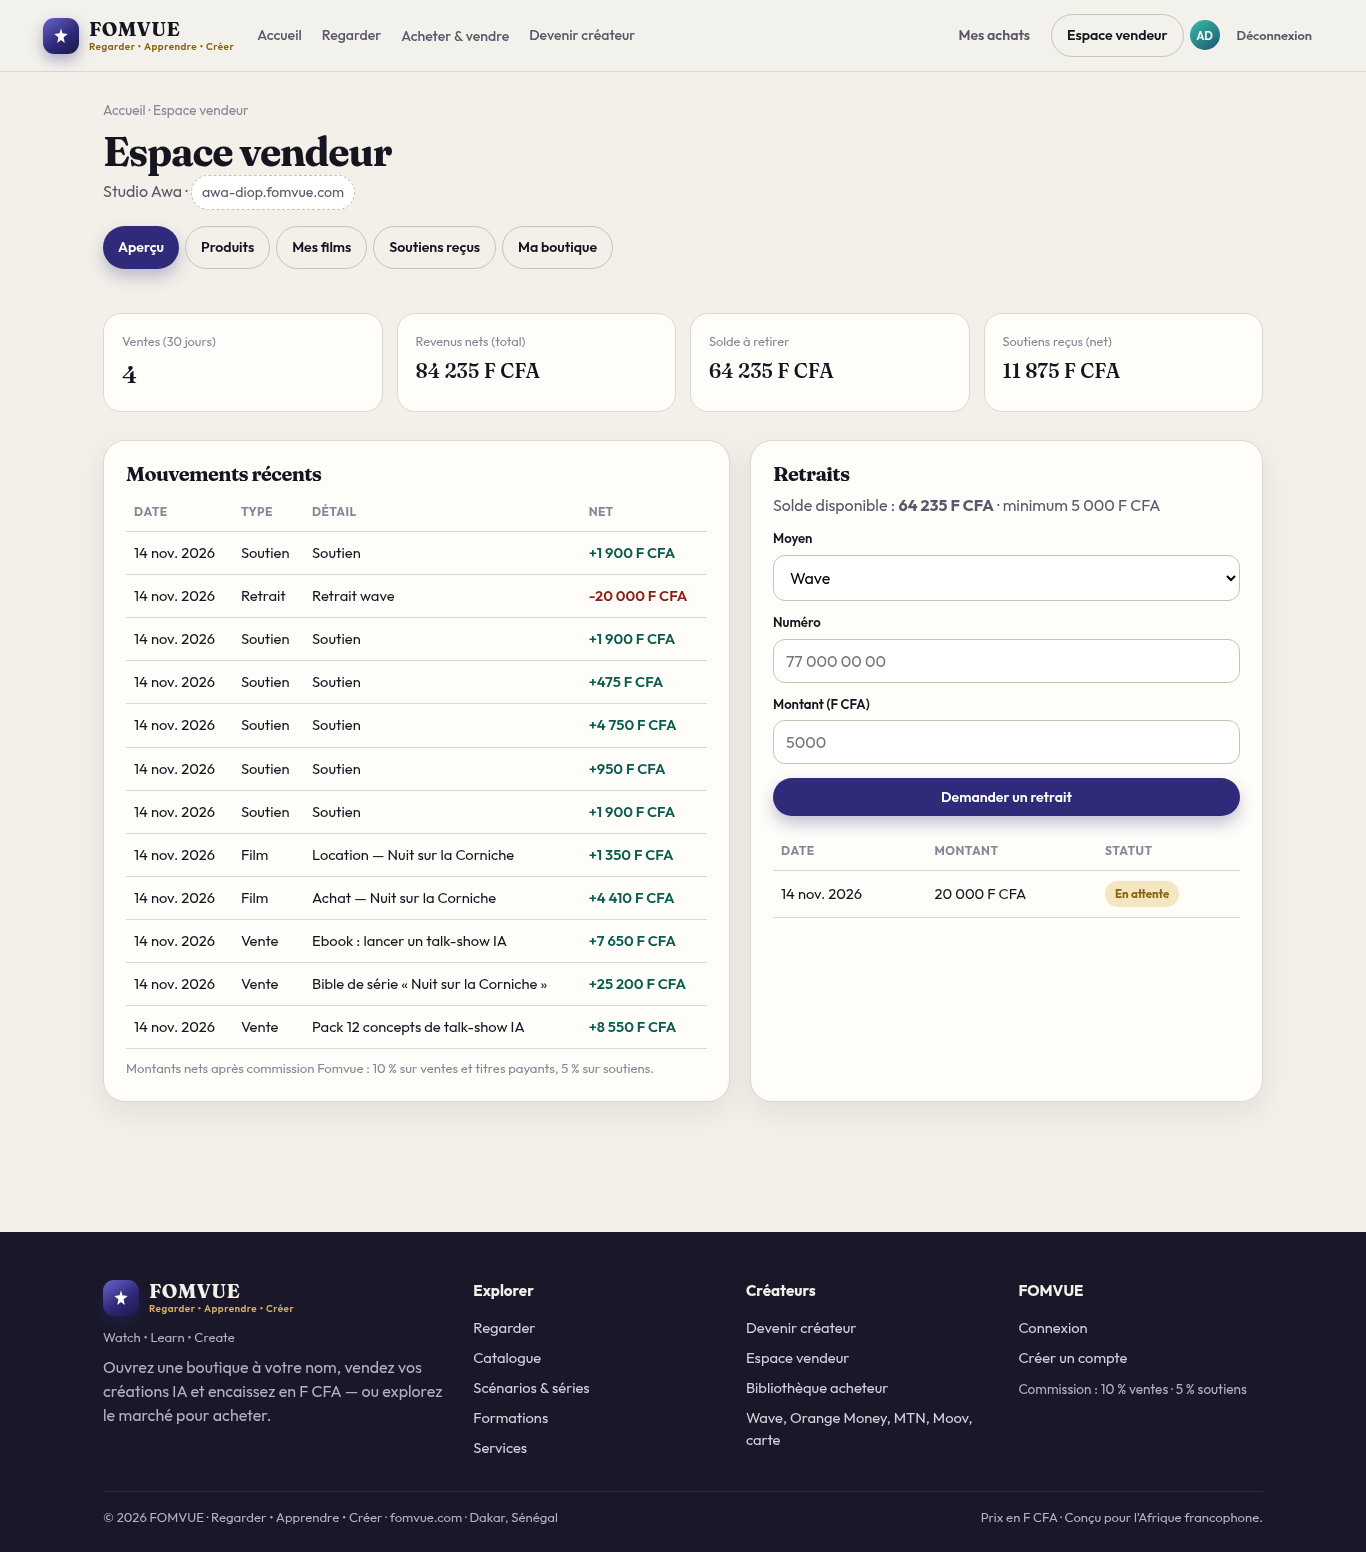 FOMVUE
Regarder • Apprendre • Créer
Accueil Regarder Acheter & vendre Devenir créateur Mes achats Espace vendeur AD Déconnexion
Accueil · Espace vendeur
Espace vendeur
Studio Awa · awa-diop.fomvue.com
Aperçu Produits Mes films Soutiens reçus Ma boutique
Ventes (30 jours)
4
Revenus nets (total)
84 235 F CFA
Solde à retirer
64 235 F CFA
Soutiens reçus (net)
11 875 F CFA
Mouvements récents
DATE TYPE DÉTAIL NET
14 nov. 2026 Soutien Soutien +1 900 F CFA
14 nov. 2026 Retrait Retrait wave -20 000 F CFA
14 nov. 2026 Soutien Soutien +1 900 F CFA
14 nov. 2026 Soutien Soutien +475 F CFA
14 nov. 2026 Soutien Soutien +4 750 F CFA
14 nov. 2026 Soutien Soutien +950 F CFA
14 nov. 2026 Soutien Soutien +1 900 F CFA
14 nov. 2026 Film Location — Nuit sur la Corniche +1 350 F CFA
14 nov. 2026 Film Achat — Nuit sur la Corniche +4 410 F CFA
14 nov. 2026 Vente Ebook : lancer un talk-show IA +7 650 F CFA
14 nov. 2026 Vente Bible de série « Nuit sur la Corniche » +25 200 F CFA
14 nov. 2026 Vente Pack 12 concepts de talk-show IA +8 550 F CFA
Montants nets après commission Fomvue : 10 % sur ventes et titres payants, 5 % sur soutiens.
Retraits
Solde disponible : 64 235 F CFA · minimum 5 000 F CFA
Moyen
Wave
Numéro
77 000 00 00
Montant (F CFA)
5000
Demander un retrait
DATE MONTANT STATUT
14 nov. 2026 20 000 F CFA En attente
FOMVUE
Regarder • Apprendre • Créer
Watch • Learn • Create
Ouvrez une boutique à votre nom, vendez vos
créations IA et encaissez en F CFA — ou explorez
le marché pour acheter.
Explorer
Regarder
Catalogue
Scénarios & séries
Formations
Services
Créateurs
Devenir créateur
Espace vendeur
Bibliothèque acheteur
Wave, Orange Money, MTN, Moov,
carte
FOMVUE
Connexion
Créer un compte
Commission : 10 % ventes · 5 % soutiens
© 2026 FOMVUE · Regarder • Apprendre • Créer · fomvue.com · Dakar, Sénégal
Prix en F CFA · Conçu pour l'Afrique francophone.